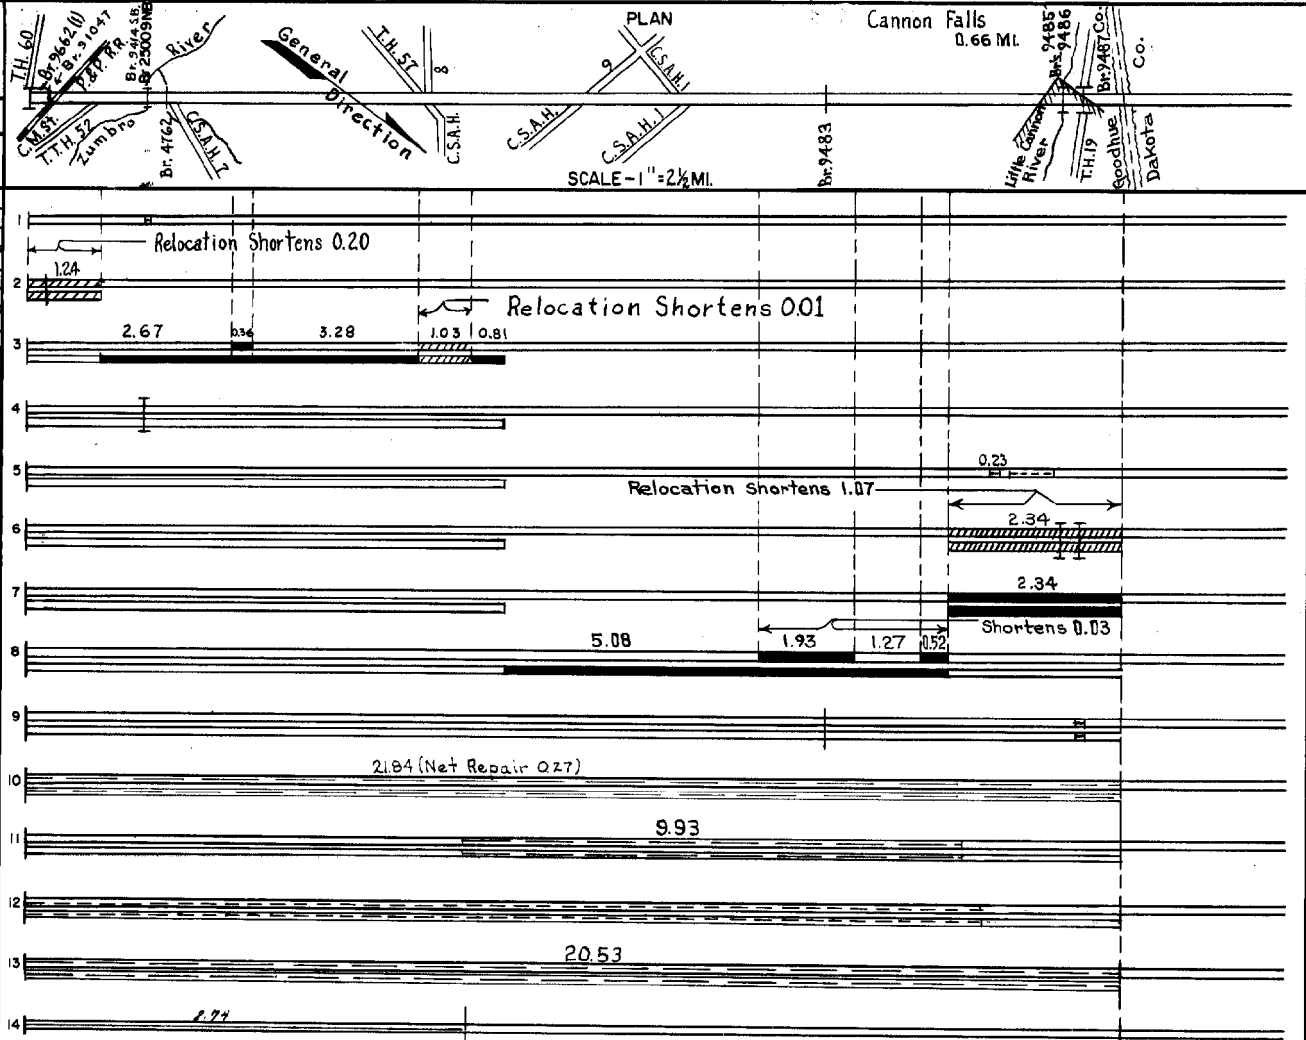 PLAN
Cannon Falls
0.66 MI.
T.H. 60
Br. 9662 (1)
Br. 91047
C.M.St.
P.&P. R.R.
T.T.H. 52
Zumbro
River
Br. 9414 S.B.
Br 25009 NB
Br. 4762
C.S.A.H. 7
General
Direction
T.H. 57
8
C.S.A.H.
C.S.A.H.
9
C.S.A.H. 1
C.S.A.H. 1
SCALE-1"=2½MI.
Br. 9483
Little Cannon
River
Brs. 9485
9486
T.H.19
Br. 9487
Goodhue Co.
Dakota Co.
1
Relocation Shortens 0.20
2
1.24
Relocation Shortens 0.01
3
2.67
0.36
3.28
1.03
0.81
4
5
0.23
Relocation Shortens 1.07
6
2.34
7
2.34
Shortens 0.03
8
5.08
1.93
1.27
0.52
9
10
21.84 (Net Repair 0.27)
11
9.93
12
13
20.53
14